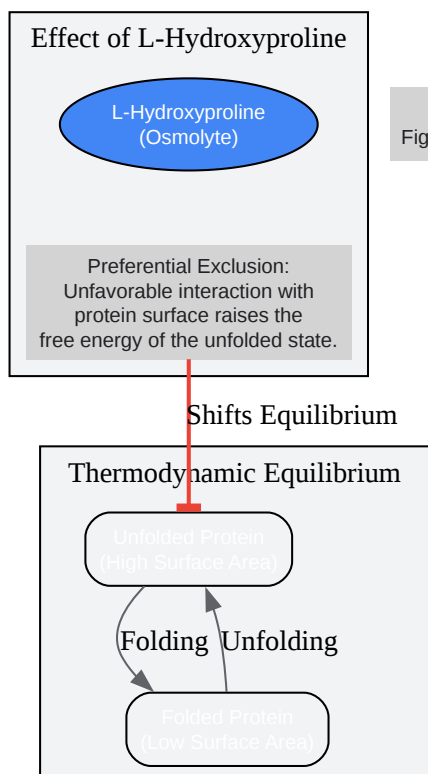 Effect of L-Hydroxyproline
L-Hydroxyproline
(Osmolyte)
Fig
Preferential Exclusion:
Unfavorable interaction with
protein surface raises the
free energy of the unfolded state.
Shifts Equilibrium
Thermodynamic Equilibrium
Unfolded Protein
(High Surface Area)
Folding
Unfolding
Folded Protein
(Low Surface Area)